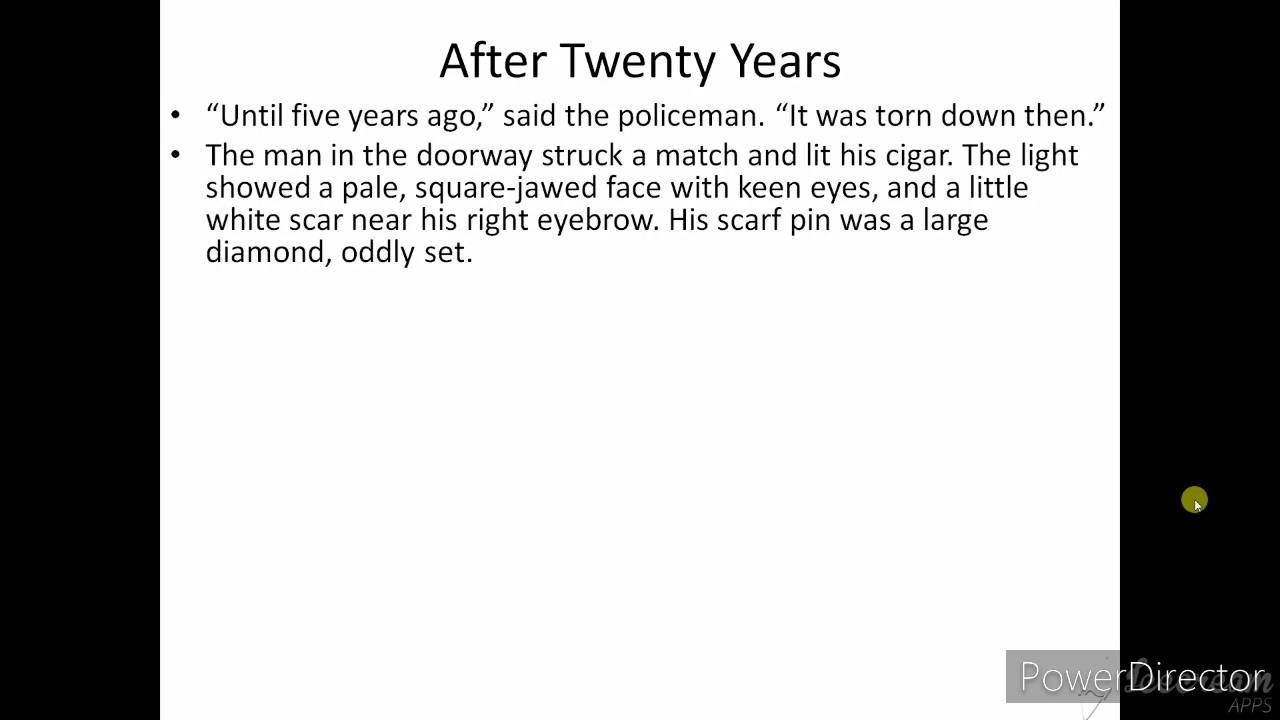 After Twenty Years
• “Until five years ago,” said the policeman. “It was torn down then.”
• The man in the doorway struck a match and lit his cigar. The light
showed a pale, square-jawed face with keen eyes, and a little
white scar near his right eyebrow. His scarf pin was a large
diamond, oddly set.
PowerDirector
Icecream
APPS